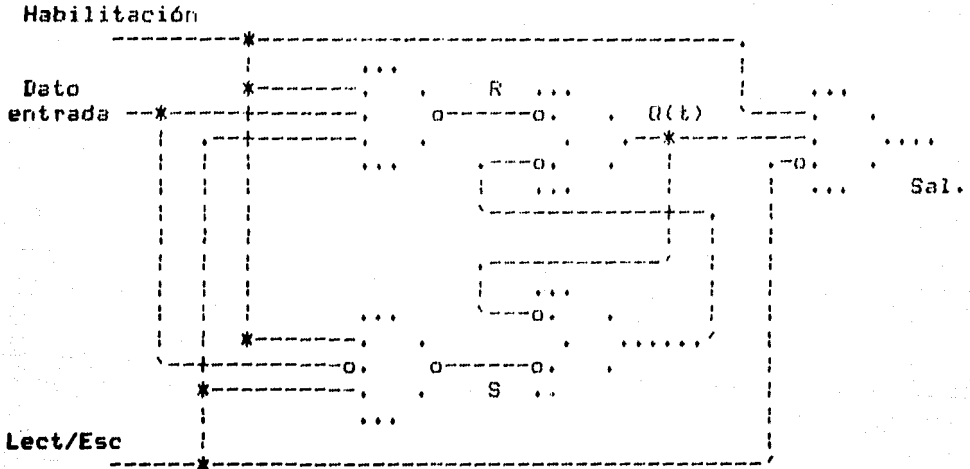 Habilitación
Dato
entrada
R
Q(t)
Sal.
S
Lect/Esc